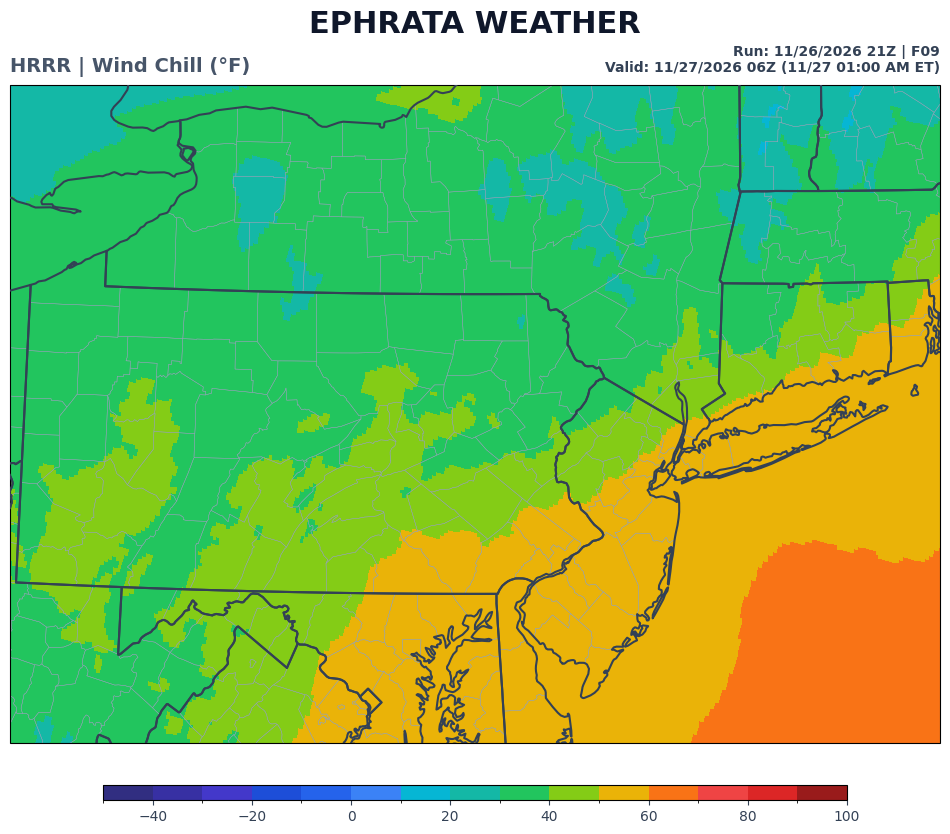 EPHRATA WEATHER
HRRR | Wind Chill (°F)
Run: 11/26/2026 21Z | F09
Valid: 11/27/2026 06Z (11/27 01:00 AM ET)
−40 −20 0 20 40 60 80 100